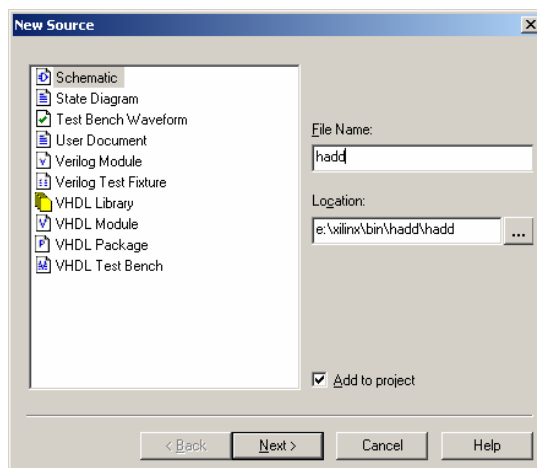 New Source
Schematic
State Diagram
Test Bench Waveform
User Document
Verilog Module
Verilog Test Fixture
VHDL Library
VHDL Module
VHDL Package
VHDL Test Bench
File Name:
hadd
Location:
e:\xilinx\bin\hadd\hadd
...
Add to project
< Back
Next >
Cancel
Help